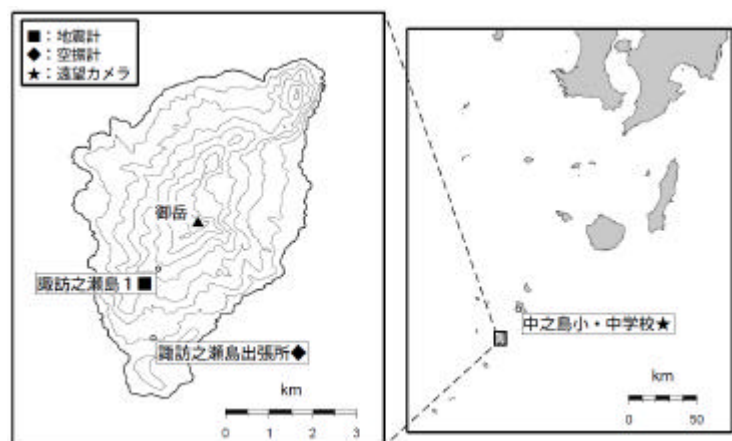 ■：地震計
◆：空振計
★：遠望カメラ
御岳
諏訪之瀬島１■
諏訪之瀬島出張所◆
km
0 1 2 3
中之島小・中学校★
km
0 50